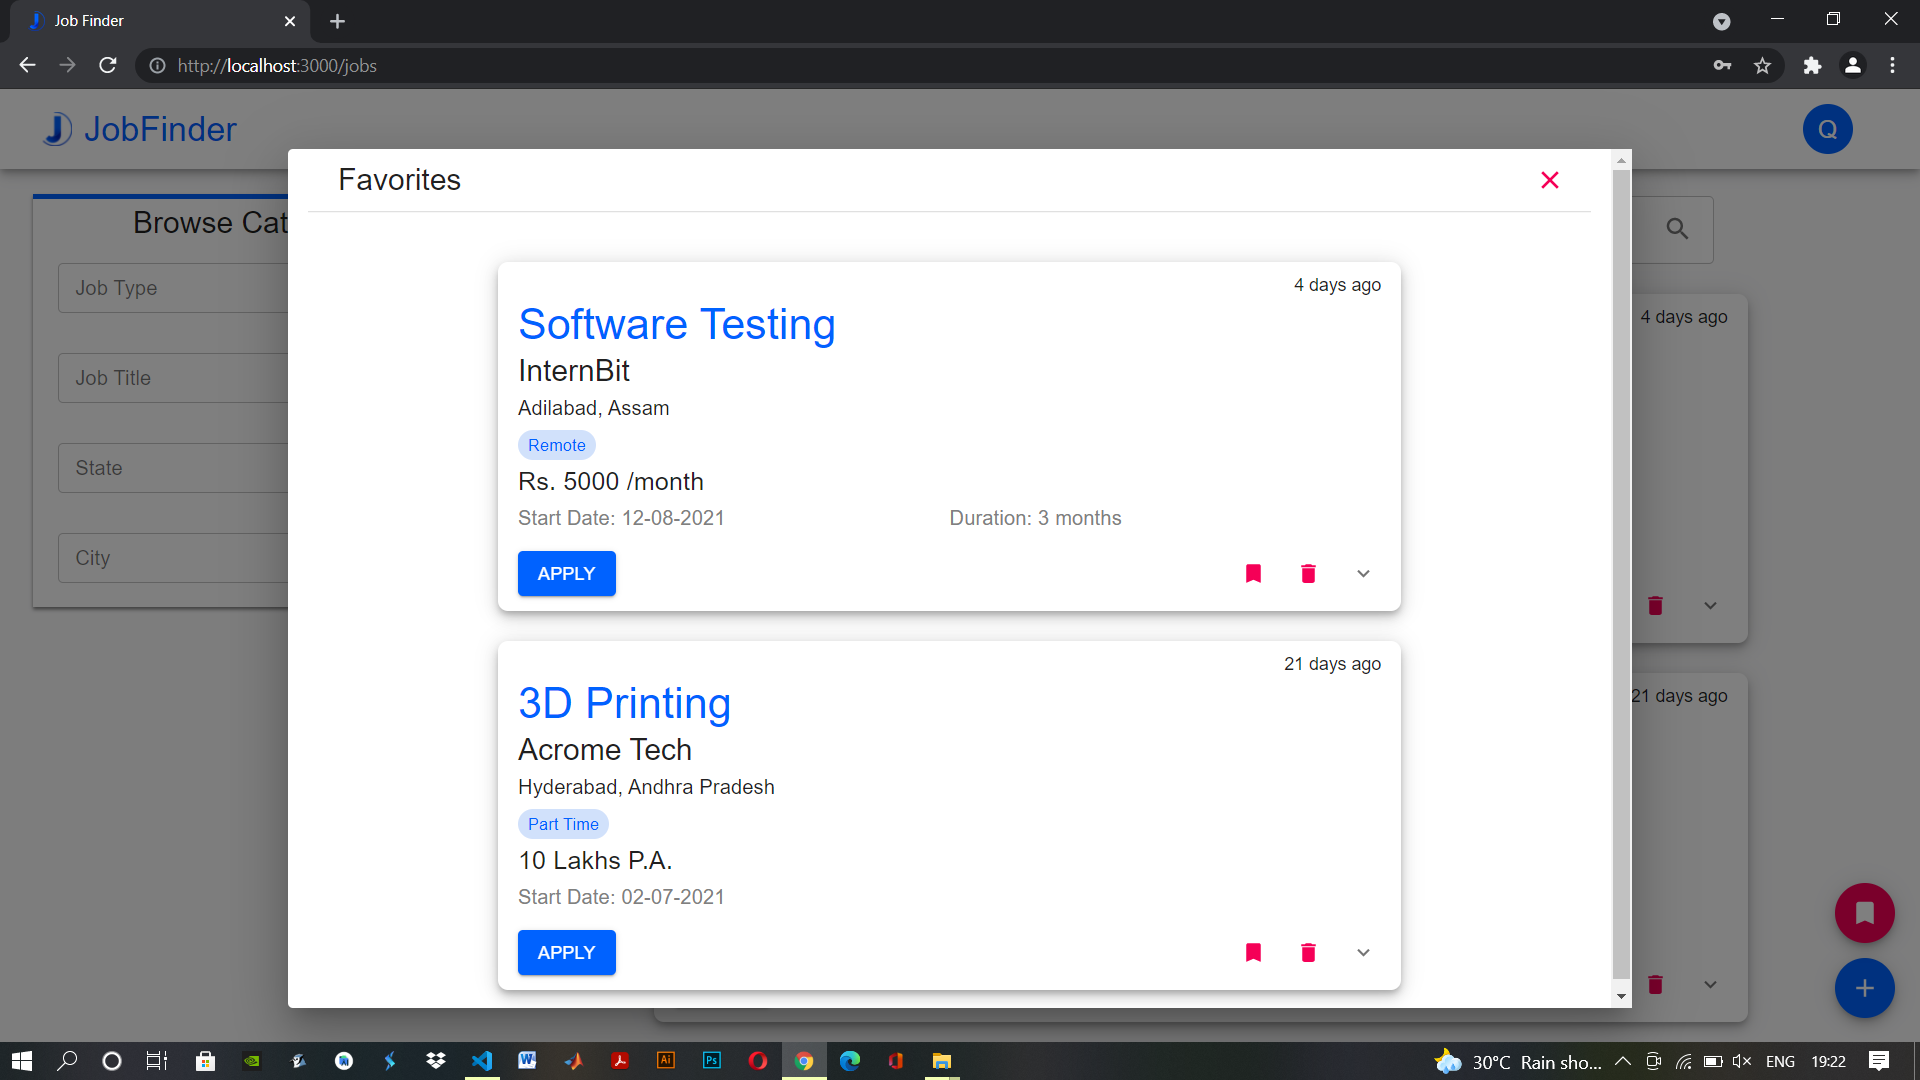 Job Finder
http://localhost:3000/jobs
J JobFinder
Q
Favorites
Browse Cat
Job Type
Job Title
State
City
4 days ago
Software Testing
InternBit
Adilabad, Assam
Remote
Rs. 5000 /month
Start Date: 12-08-2021 Duration: 3 months
APPLY
21 days ago
3D Printing
Acrome Tech
Hyderabad, Andhra Pradesh
Part Time
10 Lakhs P.A.
Start Date: 02-07-2021
APPLY
4 days ago
21 days ago
Ai
Ps
30°C Rain sho...
ENG
19:22